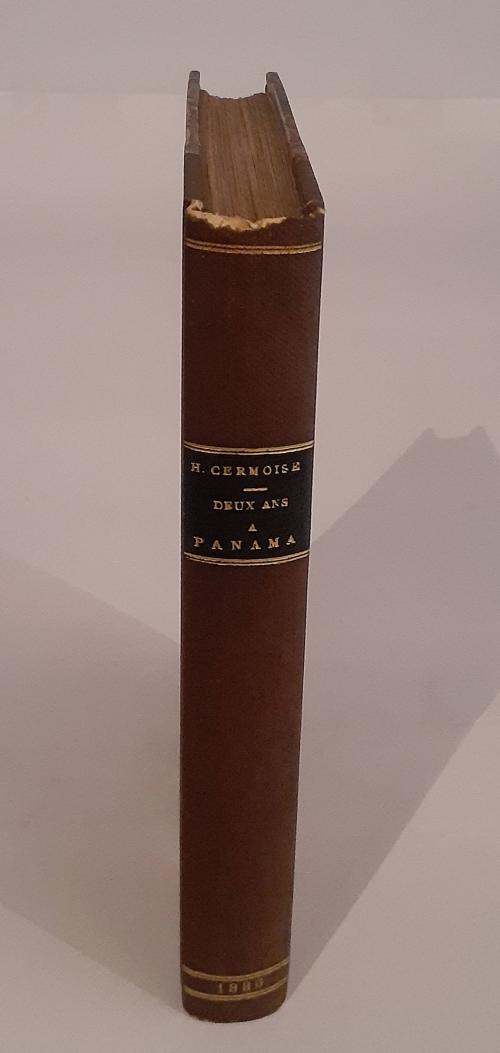 H. CERMOISE
DEUX ANS
A
PANAMA
1886